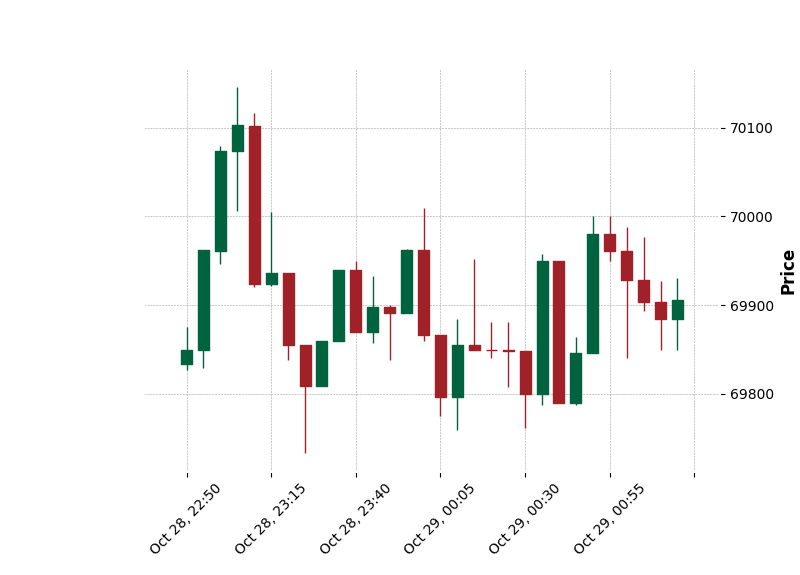 70100
70000
69900
69800
Price
Oct 28, 22:50
Oct 28, 23:15
Oct 28, 23:40
Oct 29, 00:05
Oct 29, 00:30
Oct 29, 00:55